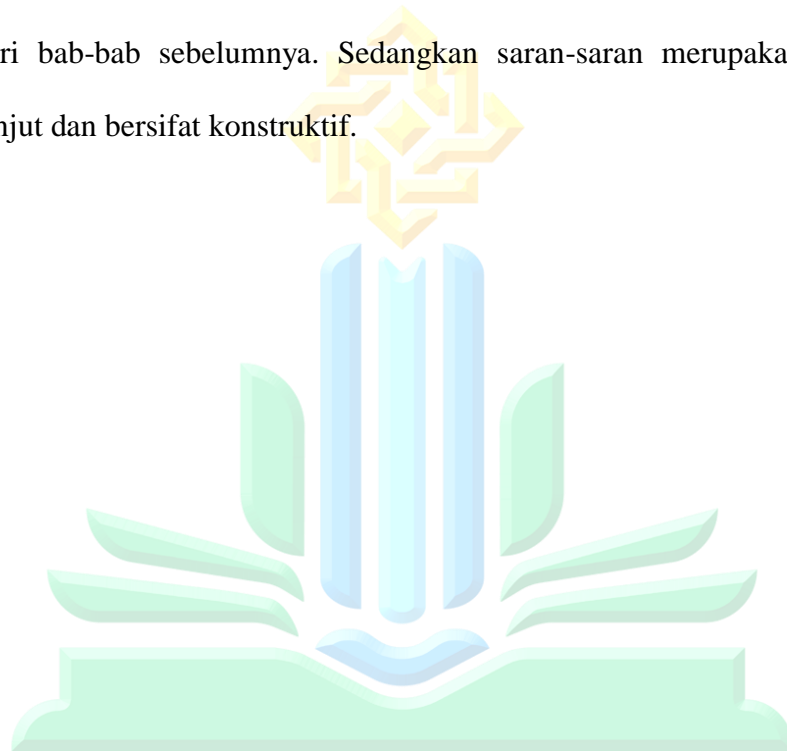 ri bab-bab sebelumnya. Sedangkan saran-saran merupaka
njut dan bersifat konstruktif.